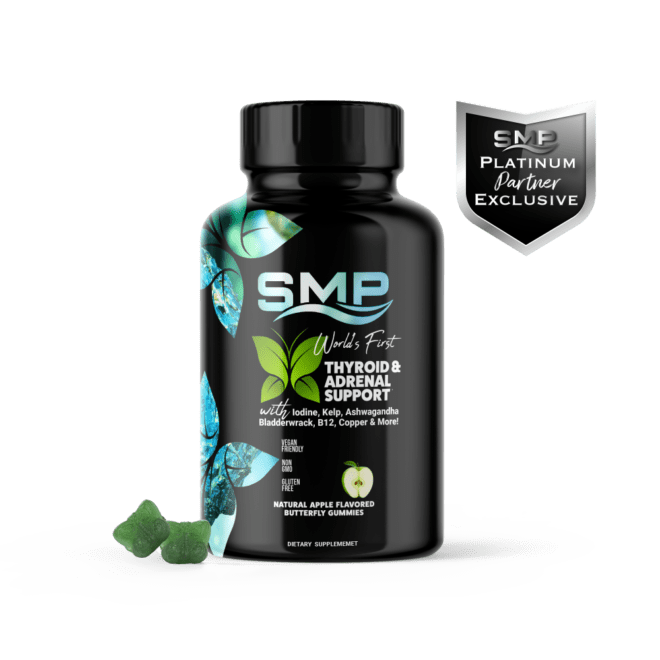 SMP
World's First
THYROID &
ADRENAL
SUPPORT
with Iodine, Kelp, Ashwagandha
Bladderwrack, B12, Copper & More!
VEGAN
FRIENDLY
NON
GMO
GLUTEN
FREE
NATURAL APPLE FLAVORED
BUTTERFLY GUMMIES
DIETARY SUPPLEMEMET
SMP
PLATINUM
Partner
EXCLUSIVE